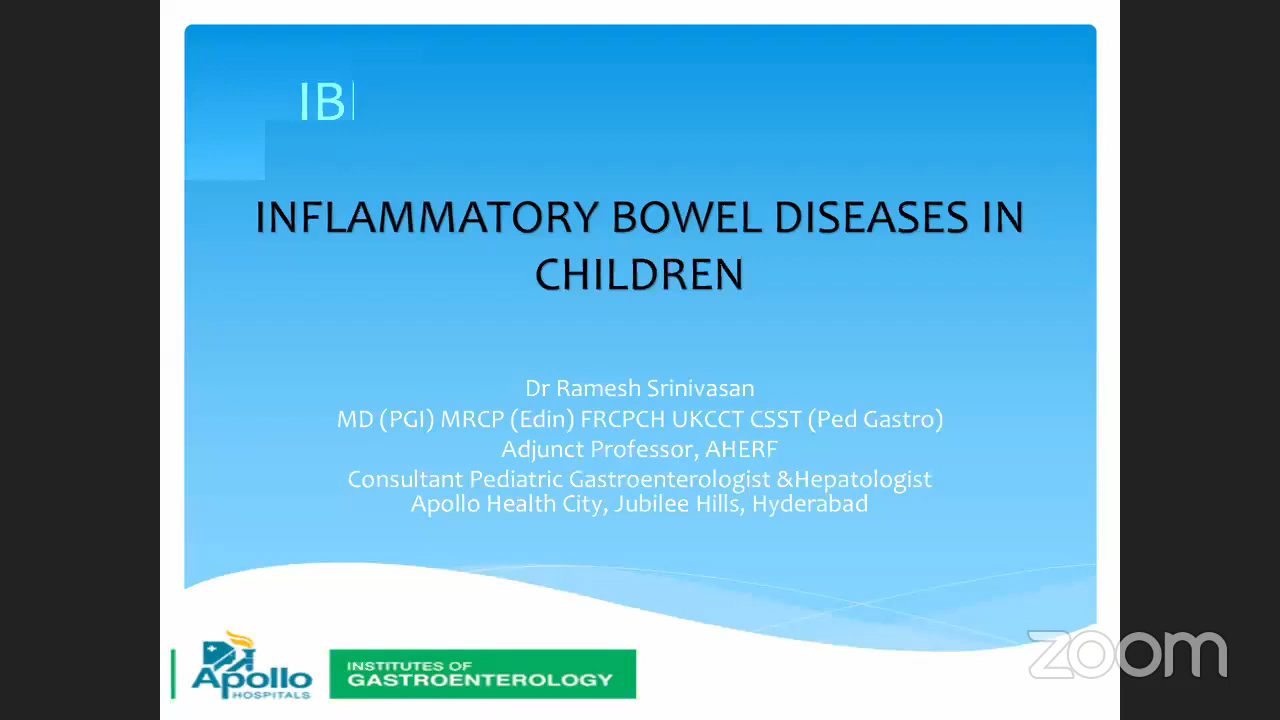 IB
INFLAMMATORY BOWEL DISEASES IN
CHILDREN
Dr Ramesh Srinivasan
MD (PGI) MRCP (Edin) FRCPCH UKCCT CSST (Ped Gastro)
Adjunct Professor, AHERF
Consultant Pediatric Gastroenterologist &Hepatologist
Apollo Health City, Jubilee Hills, Hyderabad
Apollo
HOSPITALS
INSTITUTES OF
GASTROENTEROLOGY
zoom